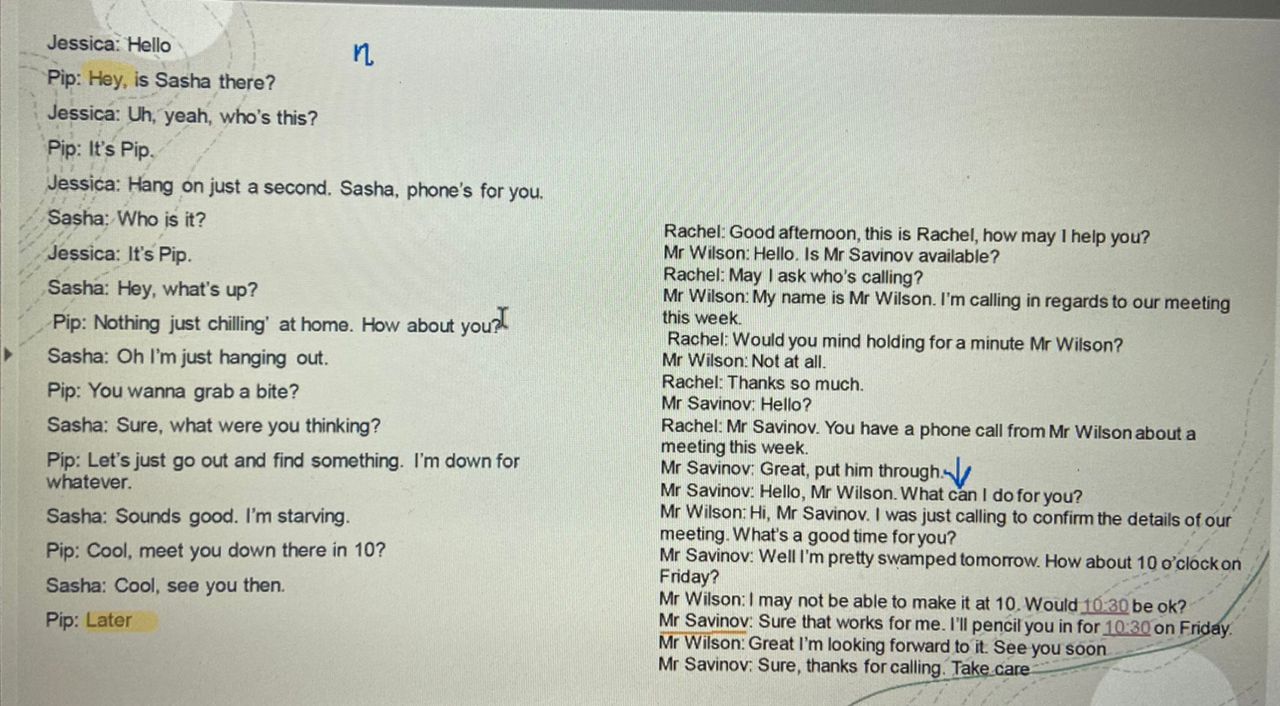 Jessica: Hello
n
Pip: Hey, is Sasha there?
Jessica: Uh, yeah, who's this?
Pip: It's Pip.
Jessica: Hang on just a second. Sasha, phone's for you.
Sasha: Who is it?
Jessica: It's Pip.
Sasha: Hey, what's up?
Pip: Nothing just chilling' at home. How about you?
Sasha: Oh I'm just hanging out.
Pip: You wanna grab a bite?
Sasha: Sure, what were you thinking?
Pip: Let's just go out and find something. I'm down for
whatever.
Sasha: Sounds good. I'm starving.
Pip: Cool, meet you down there in 10?
Sasha: Cool, see you then.
Pip: Later
Rachel: Good afternoon, this is Rachel, how may I help you?
Mr Wilson: Hello. Is Mr Savinov available?
Rachel: May I ask who's calling?
Mr Wilson: My name is Mr Wilson. I'm calling in regards to our meeting
this week.
Rachel: Would you mind holding for a minute Mr Wilson?
Mr Wilson: Not at all.
Rachel: Thanks so much.
Mr Savinov: Hello?
Rachel: Mr Savinov. You have a phone call from Mr Wilson about a
meeting this week.
Mr Savinov: Great, put him through.
Mr Savinov: Hello, Mr Wilson. What can I do for you?
Mr Wilson: Hi, Mr Savinov. I was just calling to confirm the details of our
meeting. What's a good time for you?
Mr Savinov: Well I'm pretty swamped tomorrow. How about 10 o'clock on
Friday?
Mr Wilson: I may not be able to make it at 10. Would 10:30 be ok?
Mr Savinov: Sure that works for me. I'll pencil you in for 10:30 on Friday.
Mr Wilson: Great I'm looking forward to it. See you soon
Mr Savinov: Sure, thanks for calling. Take care